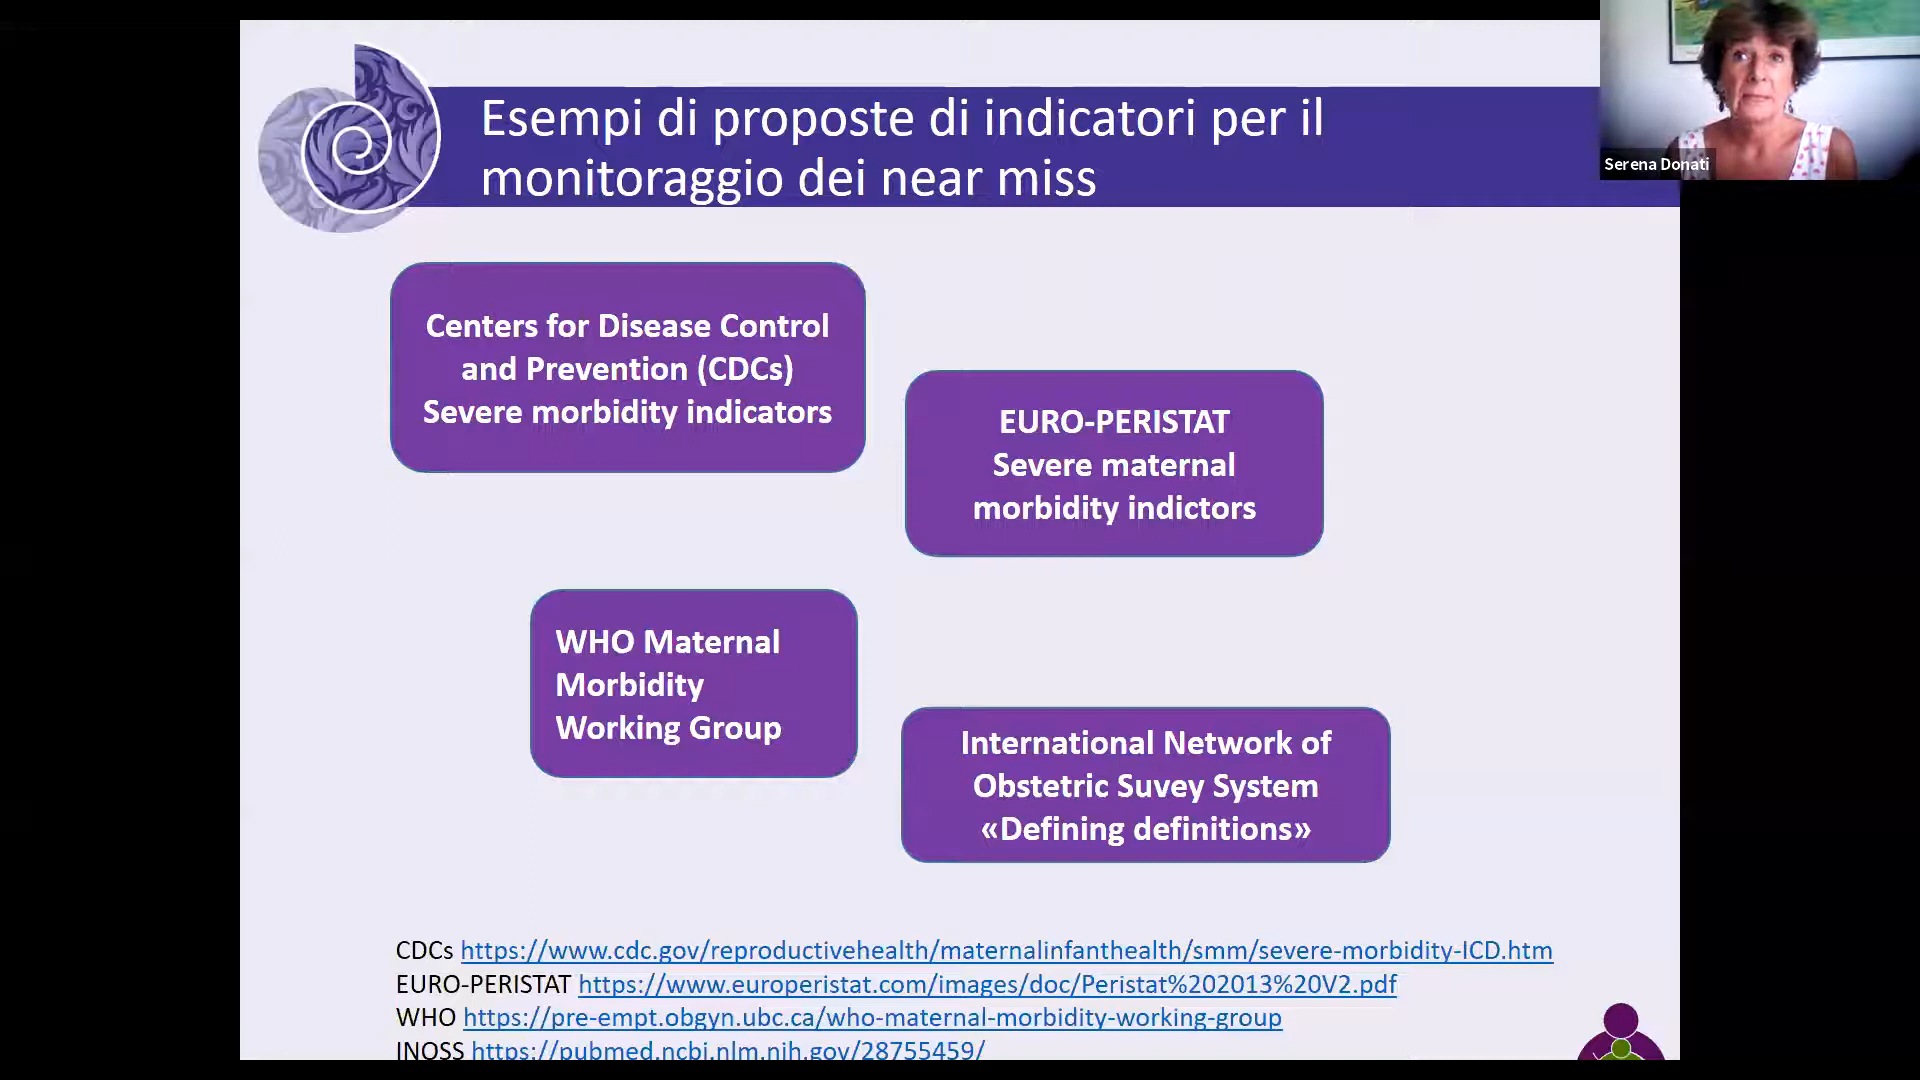 Esempi di proposte di indicatori per il
monitoraggio dei near miss
Serena Donati
Centers for Disease Control
and Prevention (CDCs)
Severe morbidity indicators
EURO-PERISTAT
Severe maternal
morbidity indictors
WHO Maternal
Morbidity
Working Group
International Network of
Obstetric Suvey System
«Defining definitions»
CDCs https://www.cdc.gov/reproductivehealth/maternalinfanthealth/smm/severe-morbidity-ICD.htm
EURO-PERISTAT https://www.europeristat.com/images/doc/Peristat%202013%20V2.pdf
WHO https://pre-empt.obgyn.ubc.ca/who-maternal-morbidity-working-group
INOSS https://pubmed.ncbi.nlm.nih.gov/28755459/